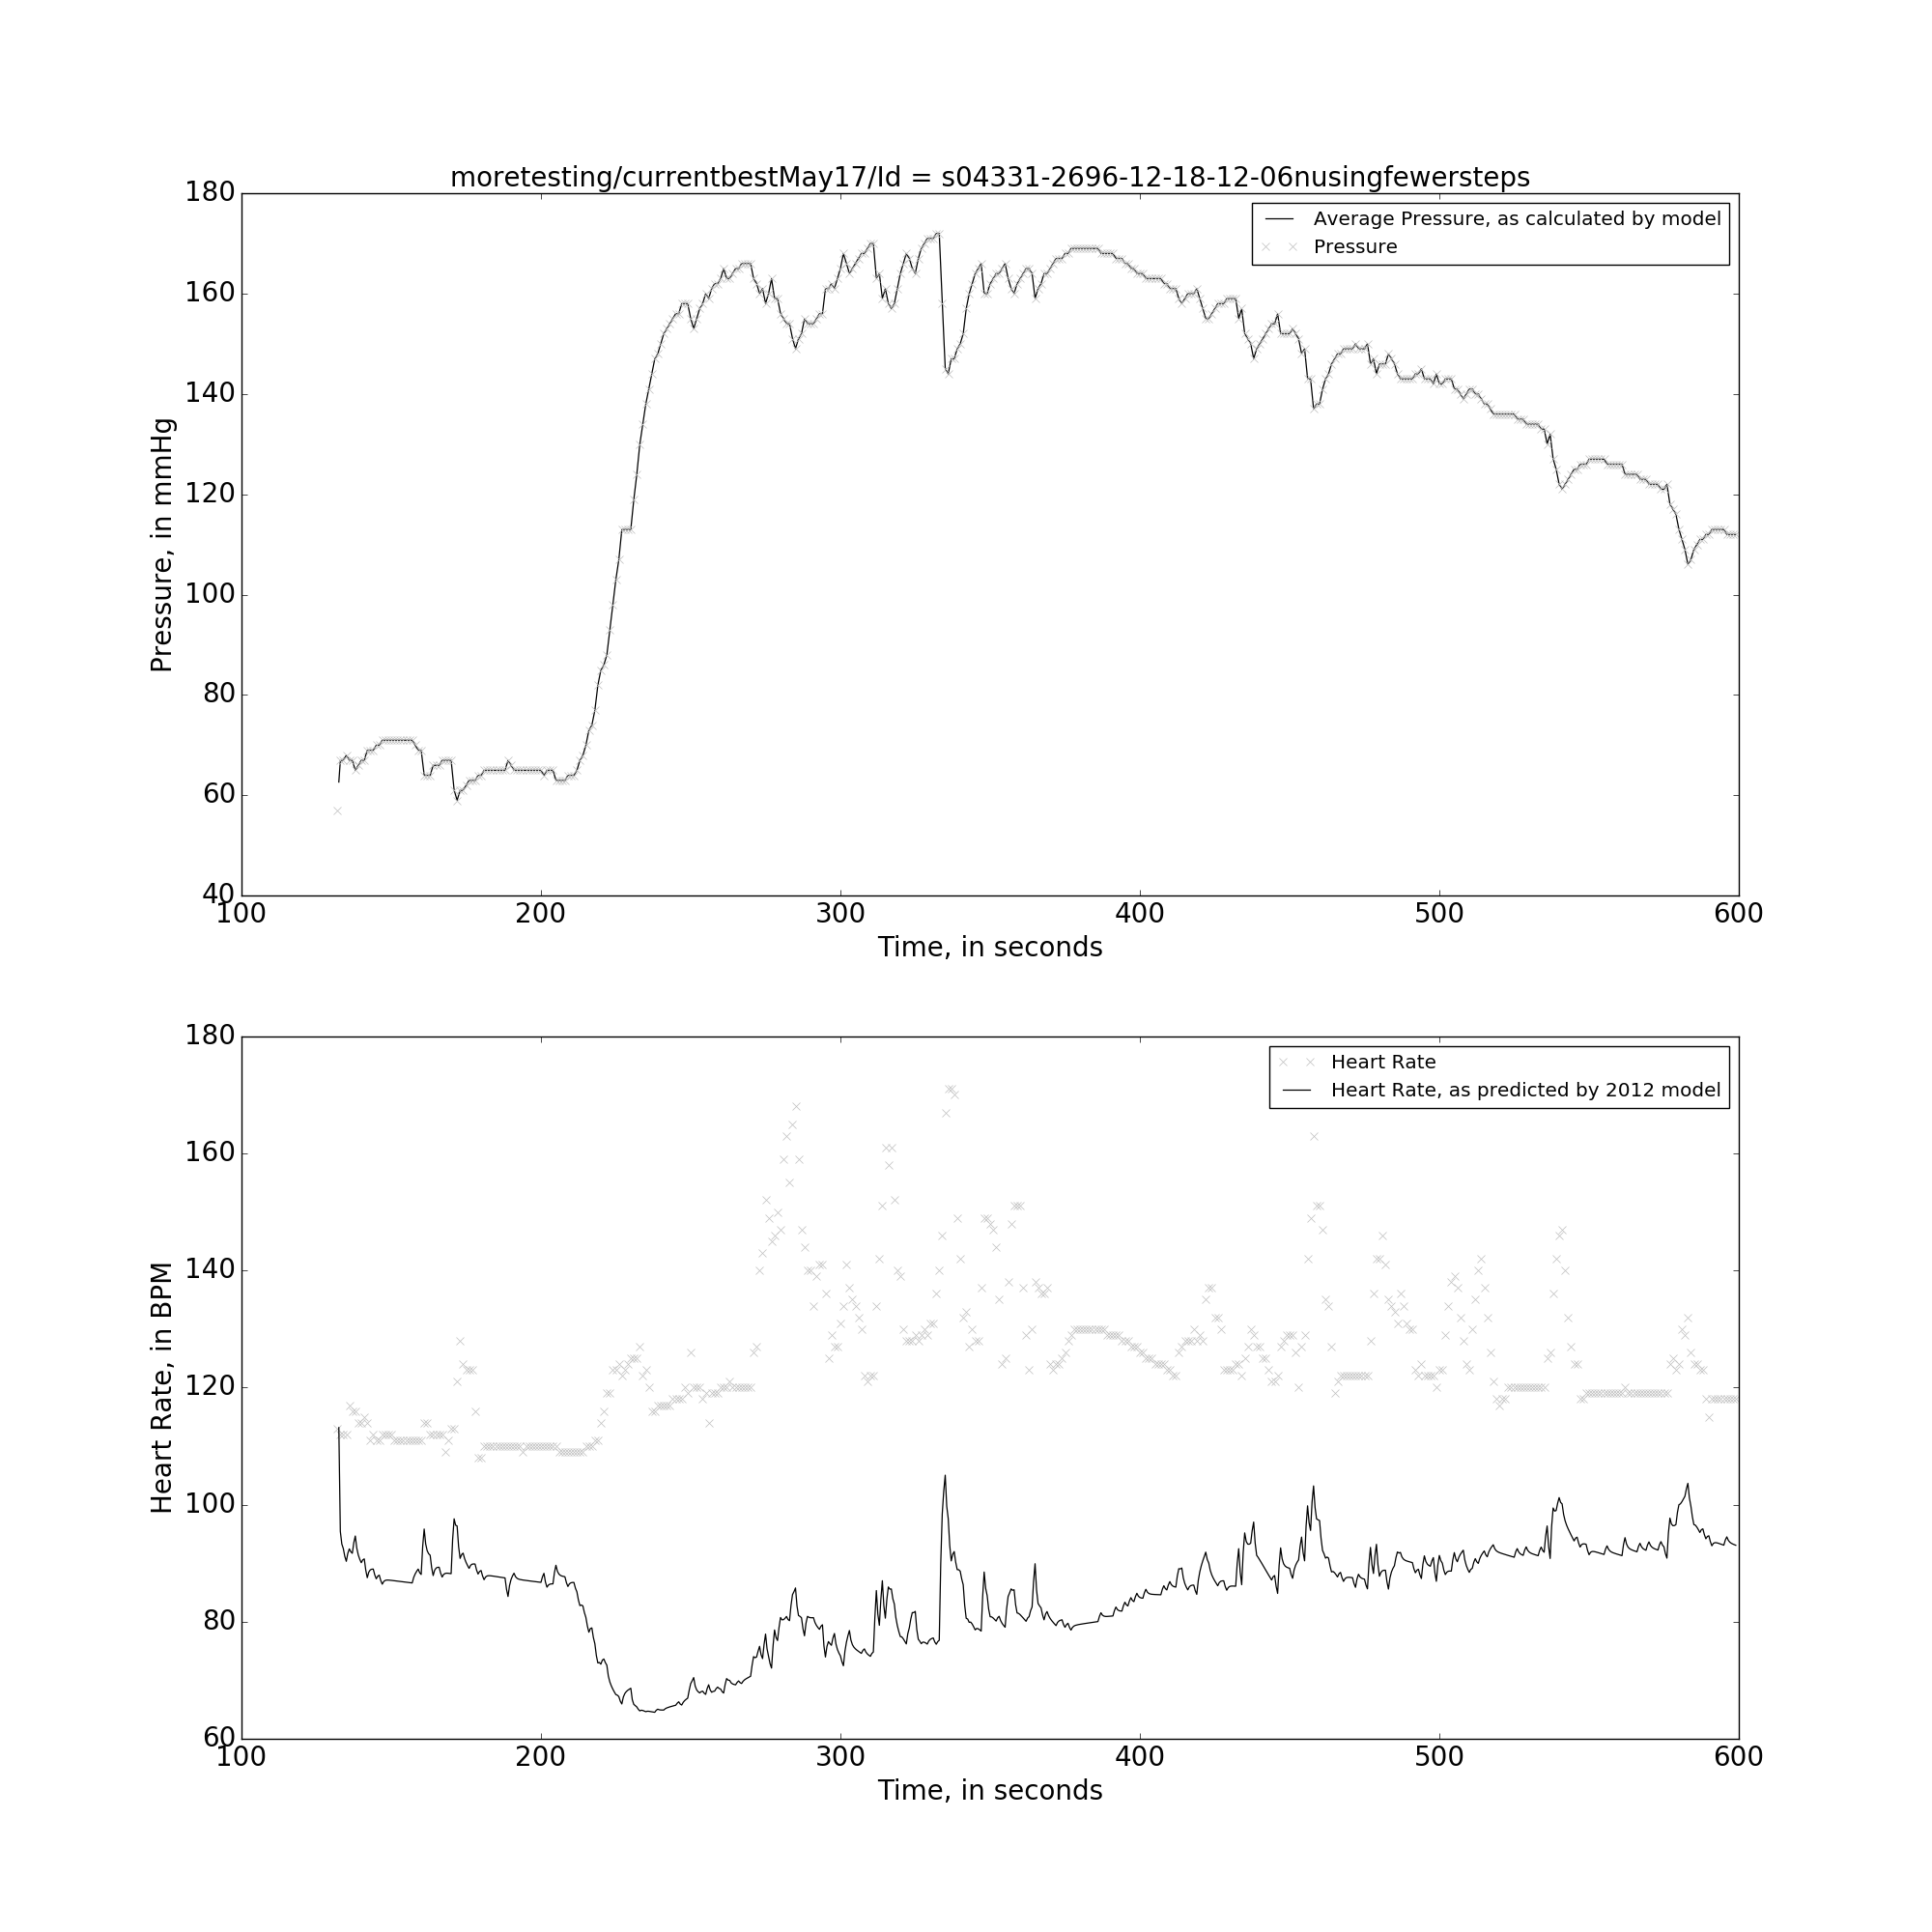 moretesting/currentbestMay17/Id = s04331-2696-12-18-12-06nusingfewersteps
180
160
140
120
100
80
60
40
Pressure, in mmHg
Average Pressure, as calculated by model
Pressure
100 200 300 400 500 600
Time, in seconds
180
160
140
120
100
80
60
Heart Rate, in BPM
Heart Rate
Heart Rate, as predicted by 2012 model
100 200 300 400 500 600
Time, in seconds